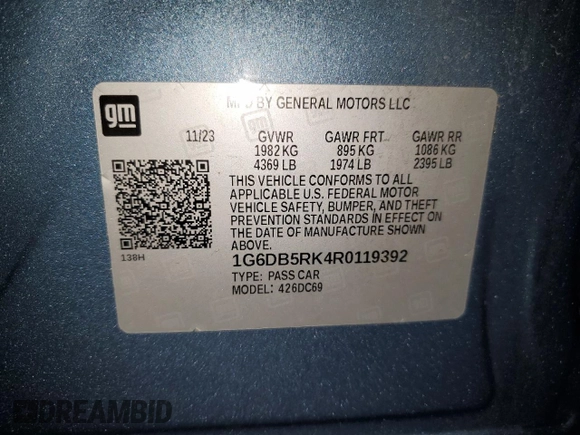 gm
MFD BY GENERAL MOTORS LLC
11/23 GVWR GAWR FRT GAWR RR
1982 KG 895 KG 1086 KG
4369 LB 1974 LB 2395 LB
THIS VEHICLE CONFORMS TO ALL
APPLICABLE U.S. FEDERAL MOTOR
VEHICLE SAFETY, BUMPER, AND THEFT
PREVENTION STANDARDS IN EFFECT ON
THE DATE OF MANUFACTURE SHOWN
ABOVE.
138H
1G6DB5RK4R0119392
TYPE: PASS CAR
MODEL: 426DC69
DREAMBID